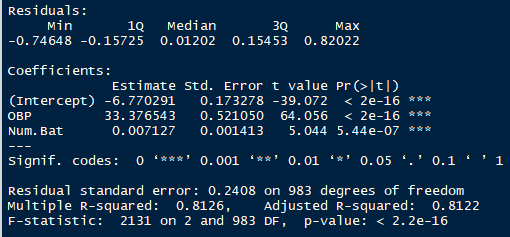 Residuals:
     Min       1Q   Median       3Q      Max
-0.74648 -0.15725  0.01202  0.15453  0.82022

Coefficients:
             Estimate Std. Error t value Pr(>|t|)
(Intercept) -6.770291   0.173278 -39.072  < 2e-16 ***
OBP         33.376543   0.521050  64.056  < 2e-16 ***
Num.Bat      0.007127   0.001413   5.044 5.44e-07 ***
---
Signif. codes:  0 ‘***’ 0.001 ‘**’ 0.01 ‘*’ 0.05 ‘.’ 0.1 ‘ ’ 1

Residual standard error: 0.2408 on 983 degrees of freedom
Multiple R-squared:  0.8126,    Adjusted R-squared:  0.8122
F-statistic:  2131 on 2 and 983 DF,  p-value: < 2.2e-16